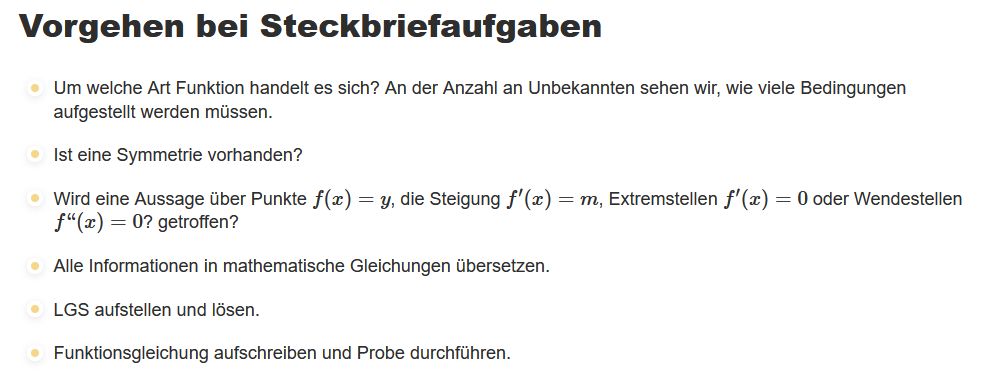 Vorgehen bei Steckbriefaufgaben
Um welche Art Funktion handelt es sich? An der Anzahl an Unbekannten sehen wir, wie viele Bedingungen
aufgestellt werden müssen.
Ist eine Symmetrie vorhanden?
Wird eine Aussage über Punkte f(x) = y, die Steigung f′(x) = m, Extremstellen f′(x) = 0 oder Wendestellen
f“(x) = 0? getroffen?
Alle Informationen in mathematische Gleichungen übersetzen.
LGS aufstellen und lösen.
Funktionsgleichung aufschreiben und Probe durchführen.